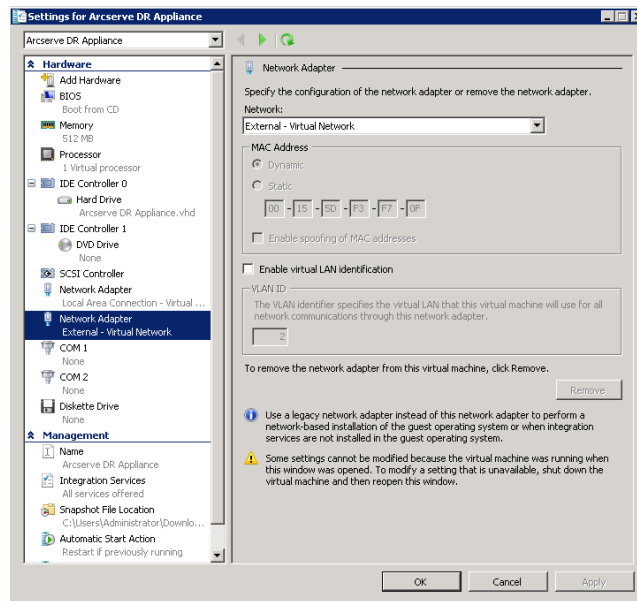 Settings for Arcserve DR Appliance
Arcserve DR Appliance
Hardware
Add Hardware
BIOS
Boot from CD
Memory
512 MB
Processor
1 Virtual processor
IDE Controller 0
Hard Drive
Arcserve DR Appliance.vhd
IDE Controller 1
DVD Drive
None
SCSI Controller
Network Adapter
Local Area Connection - Virtual ...
Network Adapter
External - Virtual Network
COM 1
None
COM 2
None
Diskette Drive
None
Management
Name
Arcserve DR Appliance
Integration Services
All services offered
Snapshot File Location
C:\Users\Administrator\Downlo...
Automatic Start Action
Restart if previously running
Network Adapter
Specify the configuration of the network adapter or remove the network adapter.
Network:
External - Virtual Network
MAC Address
Dynamic
Static
00 - 15 - 5D - F3 - F7 - 0F
Enable spoofing of MAC addresses
Enable virtual LAN identification
VLAN ID
The VLAN identifier specifies the virtual LAN that this virtual machine will use for all
network communications through this network adapter.
2
To remove the network adapter from this virtual machine, click Remove.
Remove
Use a legacy network adapter instead of this network adapter to perform a
network-based installation of the guest operating system or when integration
services are not installed in the guest operating system.
Some settings cannot be modified because the virtual machine was running when
this window was opened. To modify a setting that is unavailable, shut down the
virtual machine and then reopen this window.
OK
Cancel
Apply